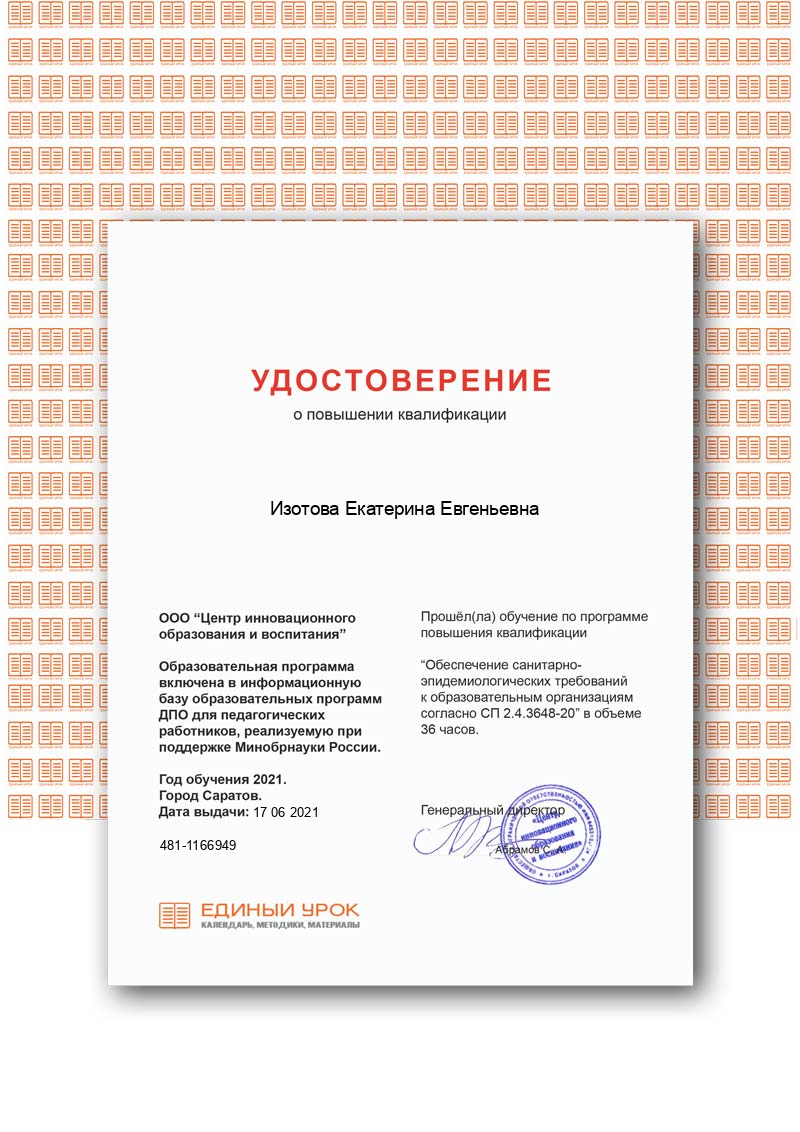 УДОСТОВЕРЕНИЕ
о повышении квалификации
Изотова Екатерина Евгеньевна
ООО “Центр инновационного
образования и воспитания”
Образовательная программа
включена в информационную
базу образовательных программ
ДПО для педагогических
работников, реализуемую при
поддержке Минобрнауки России.
Год обучения 2021.
Город Саратов.
Дата выдачи: 17 06 2021
481-1166949
ЕДИНЫЙ УРОК
КАЛЕНДАРЬ, МЕТОДИКИ, МАТЕРИАЛЫ
Прошёл(ла) обучение по программе
повышения квалификации
“Обеспечение санитарно-
эпидемиологических требований
к образовательным организациям
согласно СП 2.4.3648-20” в объеме
36 часов.
Генеральный директор
Абрамов С. А.
«Центр
инновационного
образования
и воспитания»
г. САРАТОВ